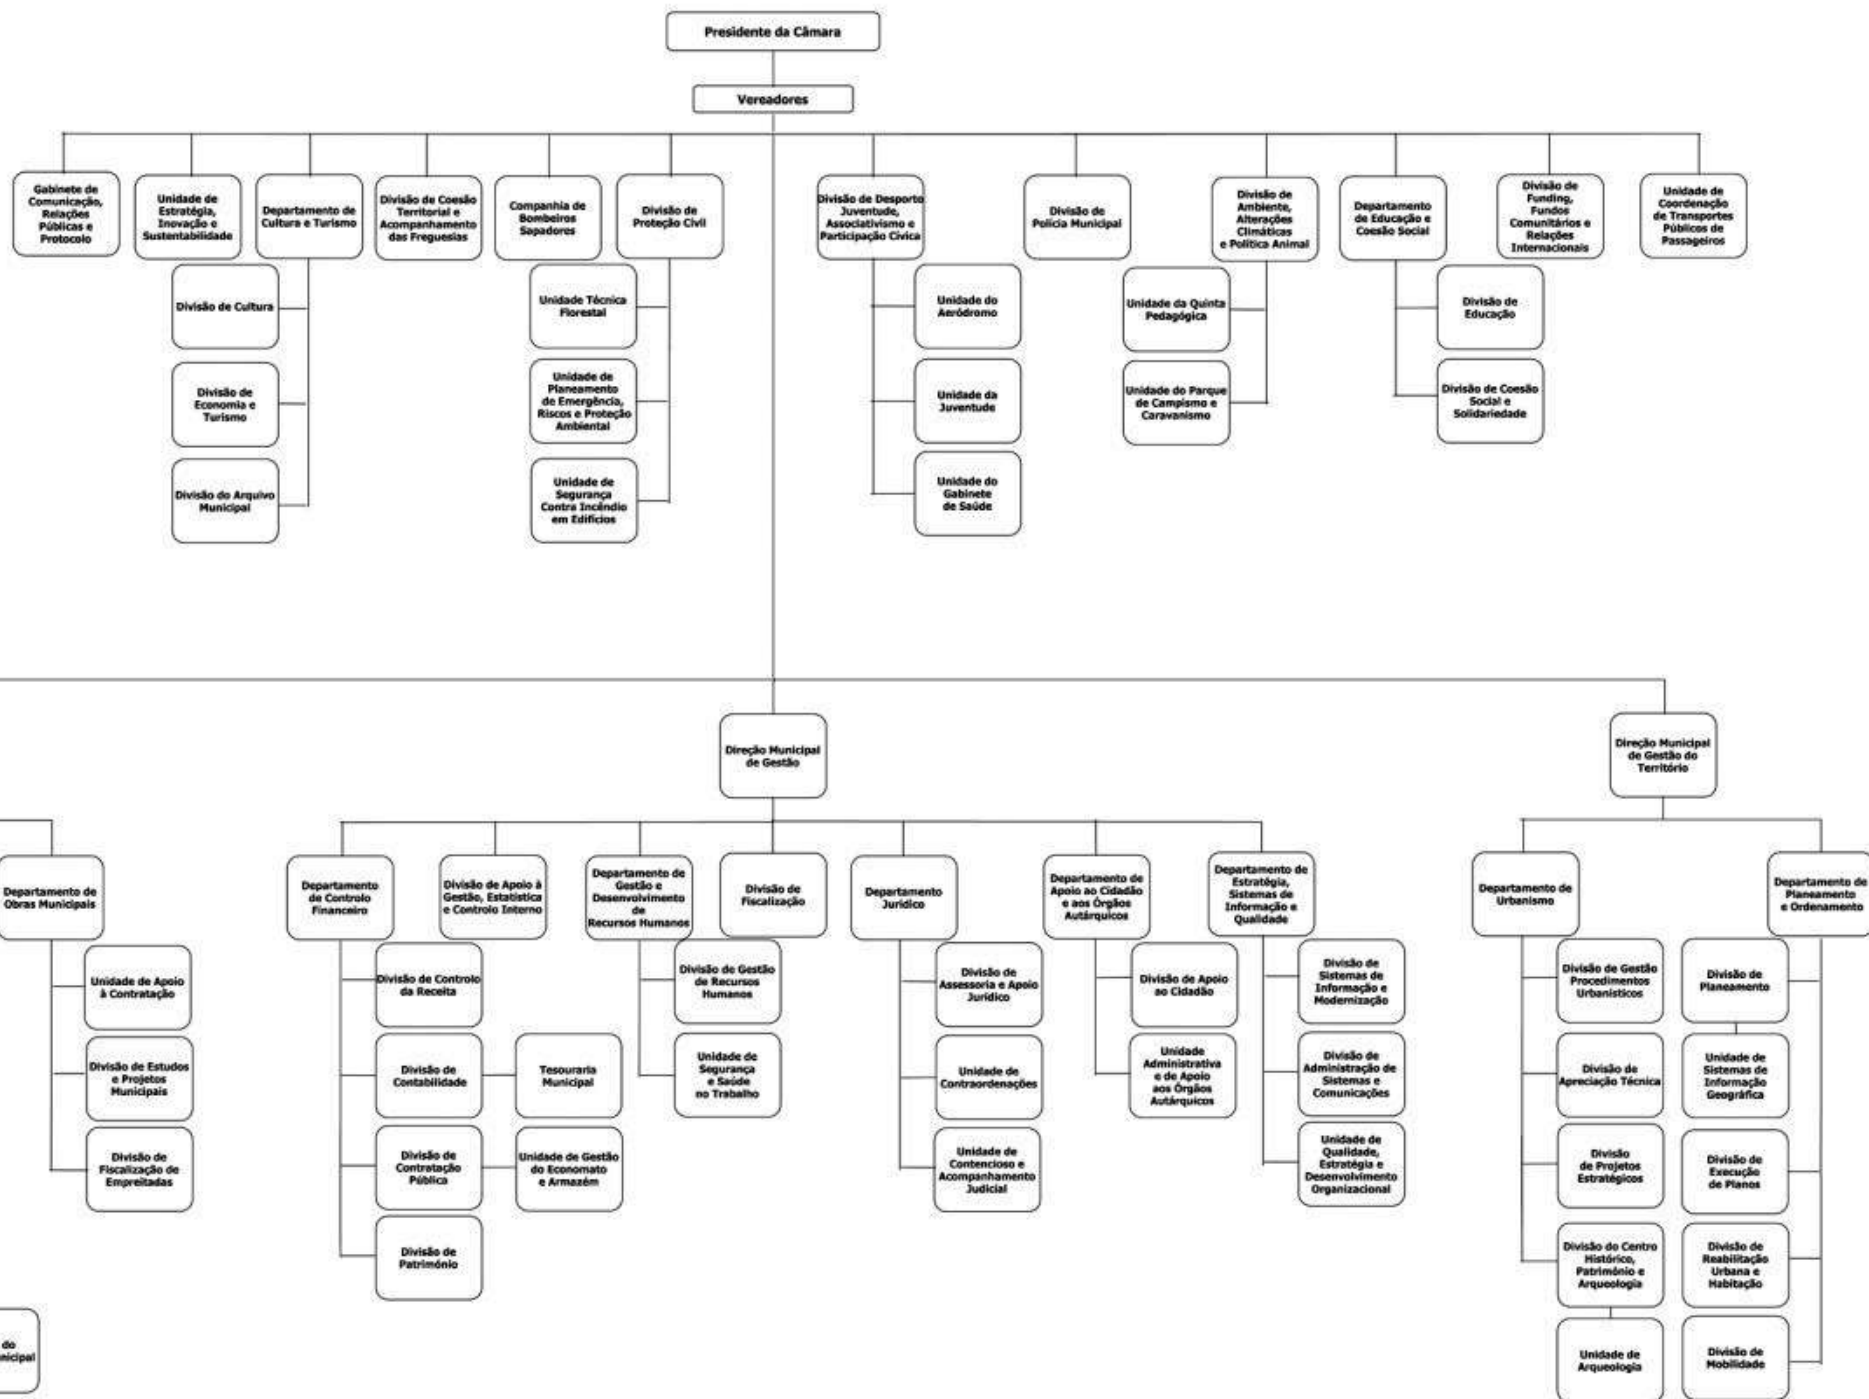 Presidente da Câmara
Vereadores
Gabinete de
Comunicação,
Relações
Públicas e
Protocolo
Unidade de
Estratégia,
Inovação e
Sustentabilidade
Departamento de
Cultura e Turismo
Divisão de Coesão
Territorial e
Acompanhamento
das Freguesias
Companhia de
Bombeiros
Sapadores
Divisão de
Proteção Civil
Divisão de Desporto
Juventude,
Associativismo e
Participação Cívica
Divisão de
Polícia Municipal
Divisão de
Ambiente,
Alterações
Climáticas
e Política Animal
Departamento
de Educação e
Coesão Social
Divisão de
Funding,
Fundos
Comunitários e
Relações
Internacionais
Unidade de
Coordenação
de Transportes
Públicos de
Passageiros
Divisão de Cultura
Divisão de
Economia e
Turismo
Divisão do Arquivo
Municipal
Unidade Técnica
Florestal
Unidade de
Planeamento
de Emergência,
Riscos e Proteção
Ambiental
Unidade de
Segurança
Contra Incêndio
em Edifícios
Unidade do
Aeródromo
Unidade da
Juventude
Unidade do
Gabinete
de Saúde
Unidade da Quinta
Pedagógica
Unidade do Parque
de Campismo e
Caravanismo
Divisão de
Educação
Divisão de Coesão
Social e
Solidariedade
Direção Municipal
de Gestão
Direção Municipal
de Gestão do
Território
Departamento de
Obras Municipais
Unidade de Apoio
à Contratação
Divisão de Estudos
e Projetos
Municipais
Divisão de
Fiscalização de
Empreitadas
do
nicipal
Departamento
de Controlo
Financeiro
Divisão de Apoio à
Gestão, Estatística
e Controlo Interno
Departamento de
Gestão e
Desenvolvimento
de
Recursos Humanos
Divisão de
Fiscalização
Departamento
Jurídico
Departamento de
Apoio ao Cidadão
e aos Órgãos
Autárquicos
Departamento de
Estratégia,
Sistemas de
Informação e
Qualidade
Divisão de Controlo
da Receita
Divisão de
Contabilidade
Tesouraria
Municipal
Divisão de
Contratação
Pública
Unidade de Gestão
do Economato
e Armazém
Divisão de
Património
Divisão de Gestão
de Recursos
Humanos
Unidade de
Segurança
e Saúde
no Trabalho
Divisão de
Assessoria e Apoio
Jurídico
Unidade de
Contraordenações
Unidade de
Contencioso e
Acompanhamento
Judicial
Divisão de Apoio
ao Cidadão
Unidade
Administrativa
e de Apoio
aos Órgãos
Autárquicos
Divisão de
Sistemas de
Informação e
Modernização
Divisão de
Administração de
Sistemas e
Comunicações
Unidade de
Qualidade,
Estratégia e
Desenvolvimento
Organizacional
Departamento de
Urbanismo
Departamento de
Planeamento
e Ordenamento
Divisão de Gestão
Procedimentos
Urbanísticos
Divisão de
Apreciação Técnica
Divisão
de Projetos
Estratégicos
Divisão do Centro
Histórico,
Património e
Arqueologia
Unidade de
Arqueologia
Divisão de
Planeamento
Unidade de
Sistemas de
Informação
Geográfica
Divisão de
Execução
de Planos
Divisão de
Reabilitação
Urbana e
Habitação
Divisão de
Mobilidade